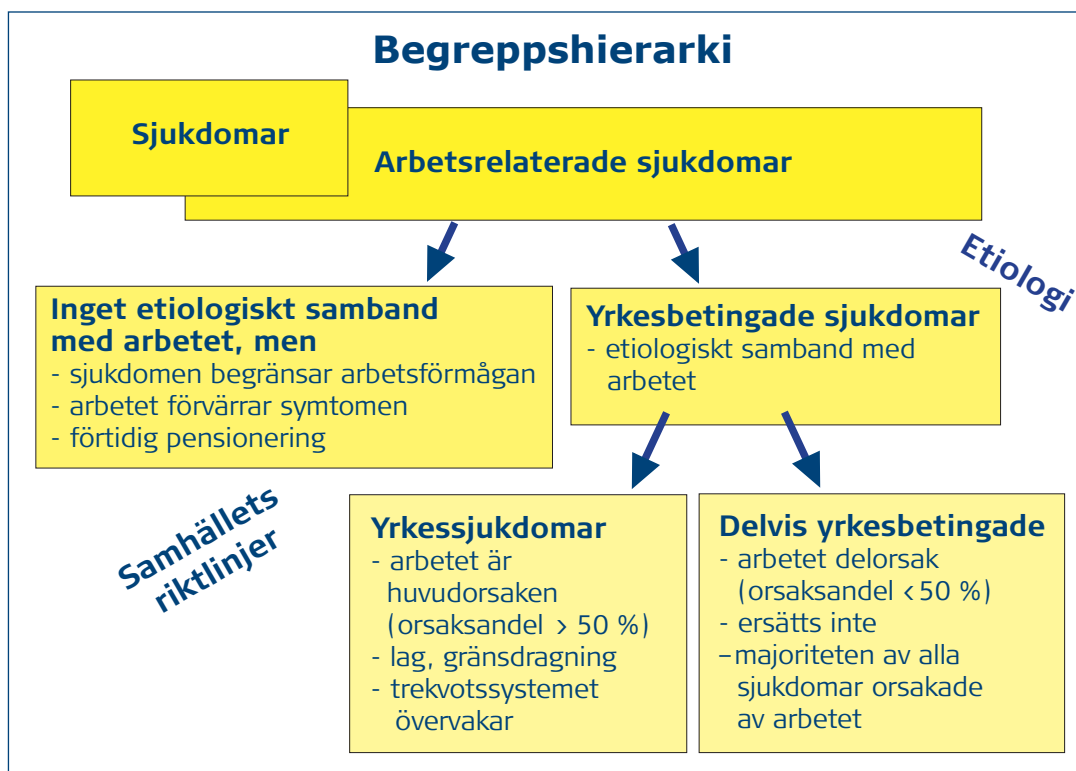 Begreppshierarki
Sjukdomar
Arbetsrelaterade sjukdomar
Etiologi
Inget etiologiskt samband
med arbetet, men
- sjukdomen begränsar arbetsförmågan
- arbetet förvärrar symtomen
- förtidig pensionering
Yrkesbetingade sjukdomar
- etiologiskt samband med
arbetet
Samhällets
riktlinjer
Yrkessjukdomar
- arbetet är
huvudorsaken
(orsaksandel > 50 %)
- lag, gränsdragning
- trekvotssystemet
övervakar
Delvis yrkesbetingade
- arbetet delorsak
(orsaksandel < 50 %)
- ersätts inte
–majoriteten av alla
sjukdomar orsakade
av arbetet